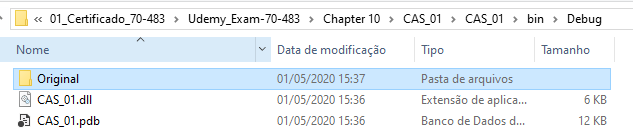 « 01_Certificado_70-483 › Udemy_Exam-70-483 › Chapter 10 › CAS_01 › CAS_01 › bin › Debug
Nome Data de modificação Tipo Tamanho
Original 01/05/2020 15:37 Pasta de arquivos
CAS_01.dll 01/05/2020 15:36 Extensão de aplica... 6 KB
CAS_01.pdb 01/05/2020 15:36 Banco de Dados d... 12 KB